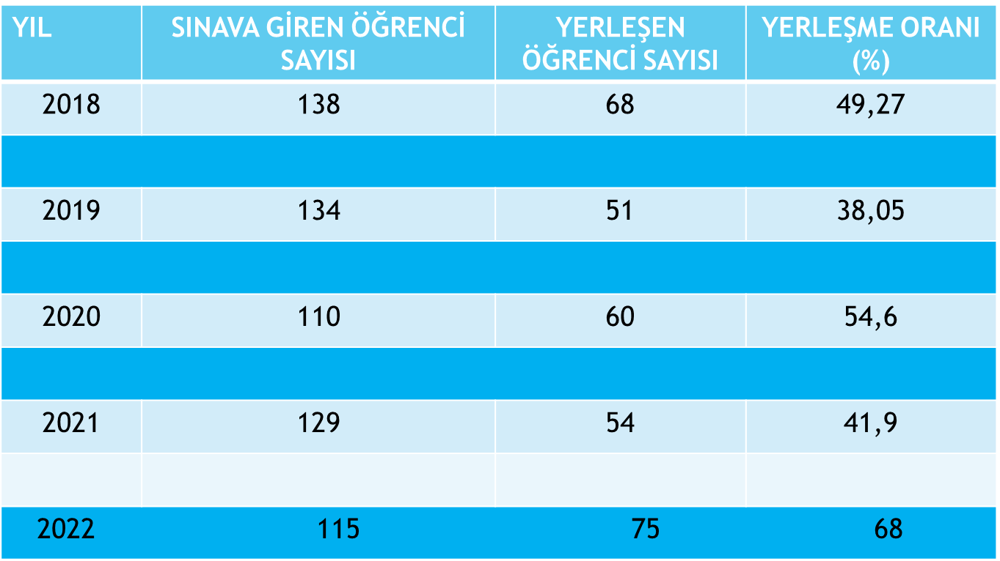 YIL SINAVA GİREN ÖĞRENCİ SAYISI YERLEŞEN ÖĞRENCİ SAYISI YERLEŞME ORANI (%)
2018 138 68 49,27
2019 134 51 38,05
2020 110 60 54,6
2021 129 54 41,9
2022 115 75 68